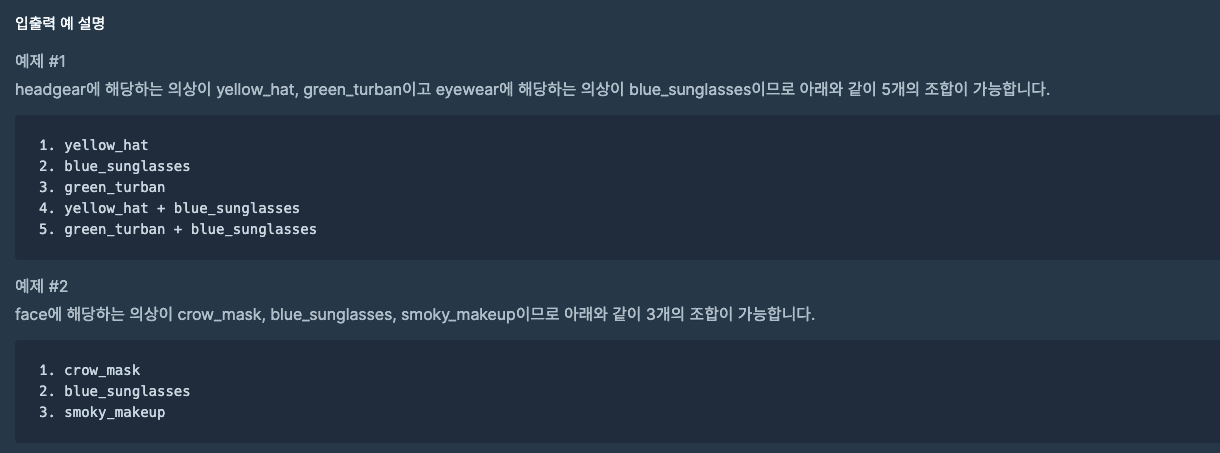 입출력 예 설명
예제 #1
headgear에 해당하는 의상이 yellow_hat, green_turban이고 eyewear에 해당하는 의상이 blue_sunglasses이므로 아래와 같이 5개의 조합이 가능합니다.
1. yellow_hat
2. blue_sunglasses
3. green_turban
4. yellow_hat + blue_sunglasses
5. green_turban + blue_sunglasses
예제 #2
face에 해당하는 의상이 crow_mask, blue_sunglasses, smoky_makeup이므로 아래와 같이 3개의 조합이 가능합니다.
1. crow_mask
2. blue_sunglasses
3. smoky_makeup